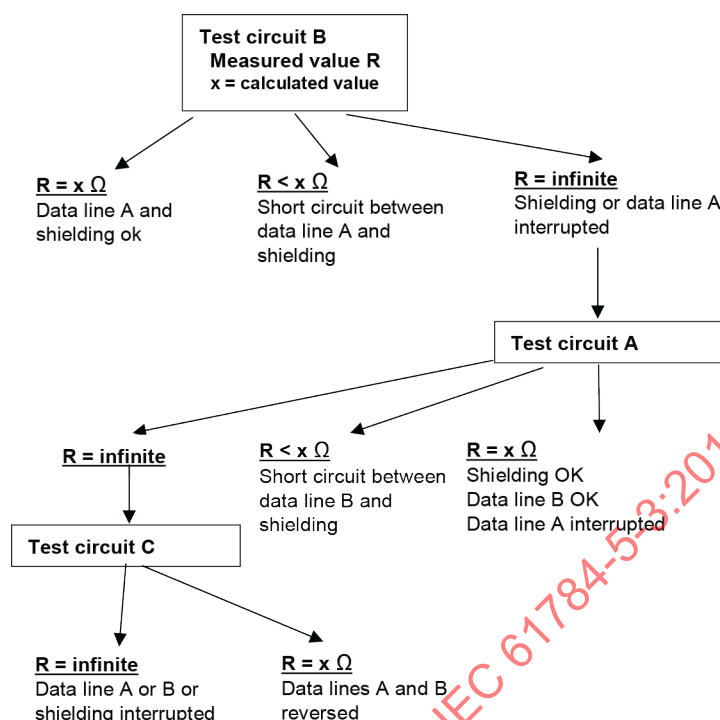 Test circuit B
Measured value R
x = calculated value
R = x Ω
Data line A and
shielding ok
R < x Ω
Short circuit between
data line A and
shielding
R = infinite
Shielding or data line A
interrupted
Test circuit A
R = infinite
R < x Ω
Short circuit between
data line B and
shielding
R = x Ω
Shielding OK
Data line B OK
Data line A interrupted
Test circuit C
R = infinite
Data line A or B or
shielding interrupted
R = x Ω
Data lines A and B
reversed
IEC 61784-5-3:201